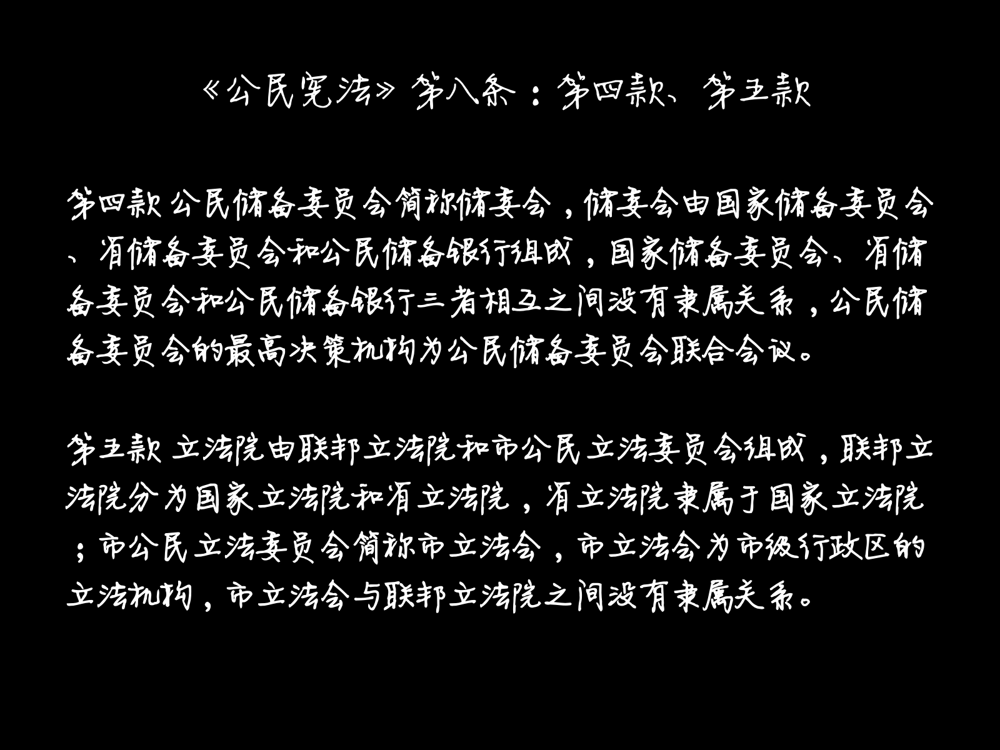 《公民宪法》第八条：第四款、第五款
第四款 公民储备委员会简称储委会，储委会由国家储备委员会
、省储备委员会和公民储备银行组成，国家储备委员会、省储
备委员会和公民储备银行三者相互之间没有隶属关系，公民储
备委员会的最高决策机构为公民储备委员会联合会议。
第五款 立法院由联邦立法院和市公民立法委员会组成，联邦立
法院分为国家立法院和省立法院，省立法院隶属于国家立法院
；市公民立法委员会简称市立法会，市立法会为市级行政区的
立法机构，市立法会与联邦立法院之间没有隶属关系。